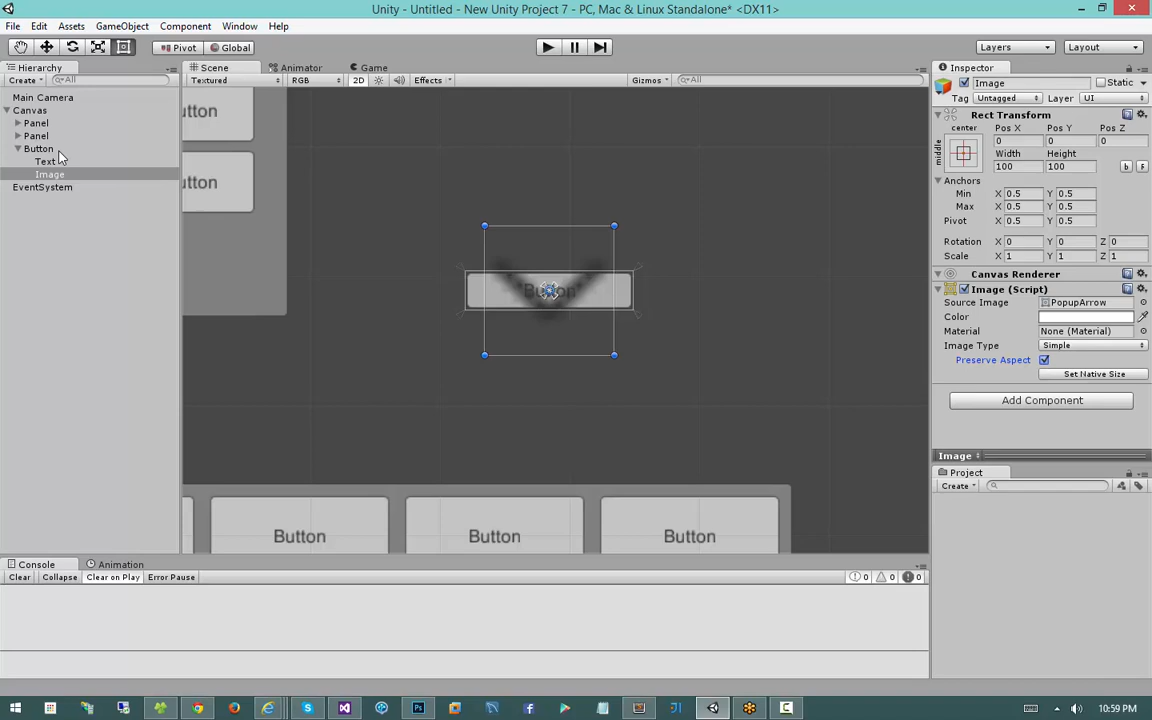 Unity - Untitled - New Unity Project 7 - PC, Mac & Linux Standalone* <DX11>
File Edit Assets GameObject Component Window Help
Pivot Global Layers Layout
Hierarchy
Create All
Main Camera
Canvas
Panel
Panel
Button
Text
Image
EventSystem
Scene Animator Game
Textured RGB 2D Effects Gizmos All
utton
utton
Button
Button
Button
Button
Inspector
Image Static
Tag Untagged Layer UI
Rect Transform
center
middle
Pos X Pos Y Pos Z
0 0 0
Width Height
100 100
Anchors
Min X 0.5 Y 0.5
Max X 0.5 Y 0.5
Pivot X 0.5 Y 0.5
Rotation X 0 Y 0 Z 0
Scale X 1 Y 1 Z 1
Canvas Renderer
Image (Script)
Source Image PopupArrow
Color
Material None (Material)
Image Type Simple
Preserve Aspect
Set Native Size
Add Component
Image
Project
Create
Console Animation
Clear Collapse Clear on Play Error Pause 0 0 0
10:59 PM